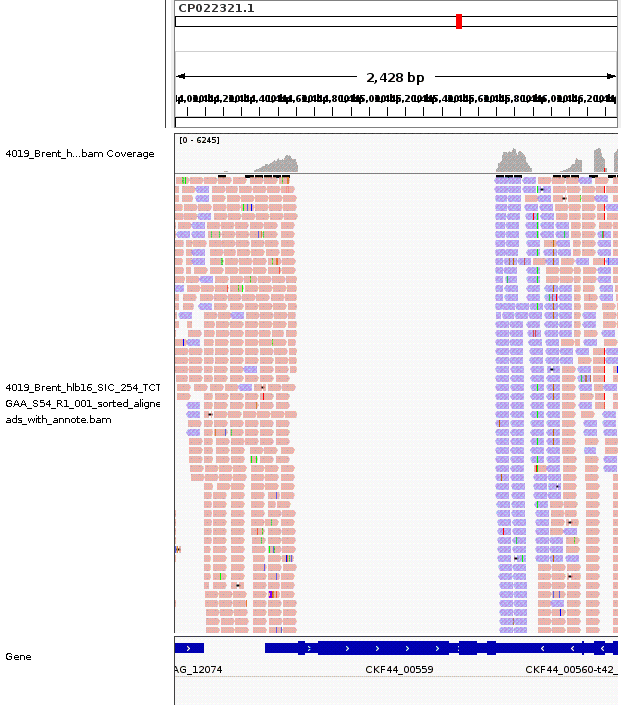 CP022321.1
2,428 bp
[0 - 6245]
4019_Brent_h...bam Coverage
4019_Brent_hlb16_SIC_254_TCT
GAA_S54_R1_001_sorted_aligne
ads_with_annote.bam
Gene
AG_12074 CKF44_00559 CKF44_00560-t42_